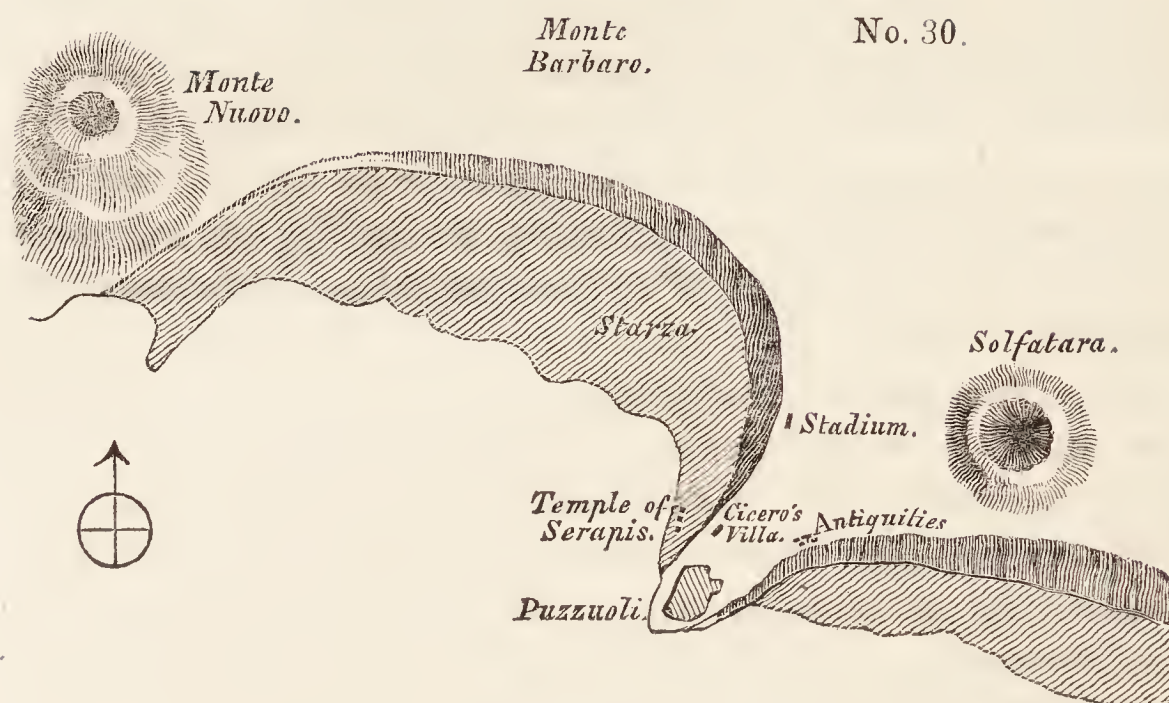 No. 30.
Monte
Barbaro.
Monte
Nuovo.
Starza.
Solfatara.
Stadium.
Temple of
Serapis.
Cicero's
Villa.
Antiquities
Puzzuoli.